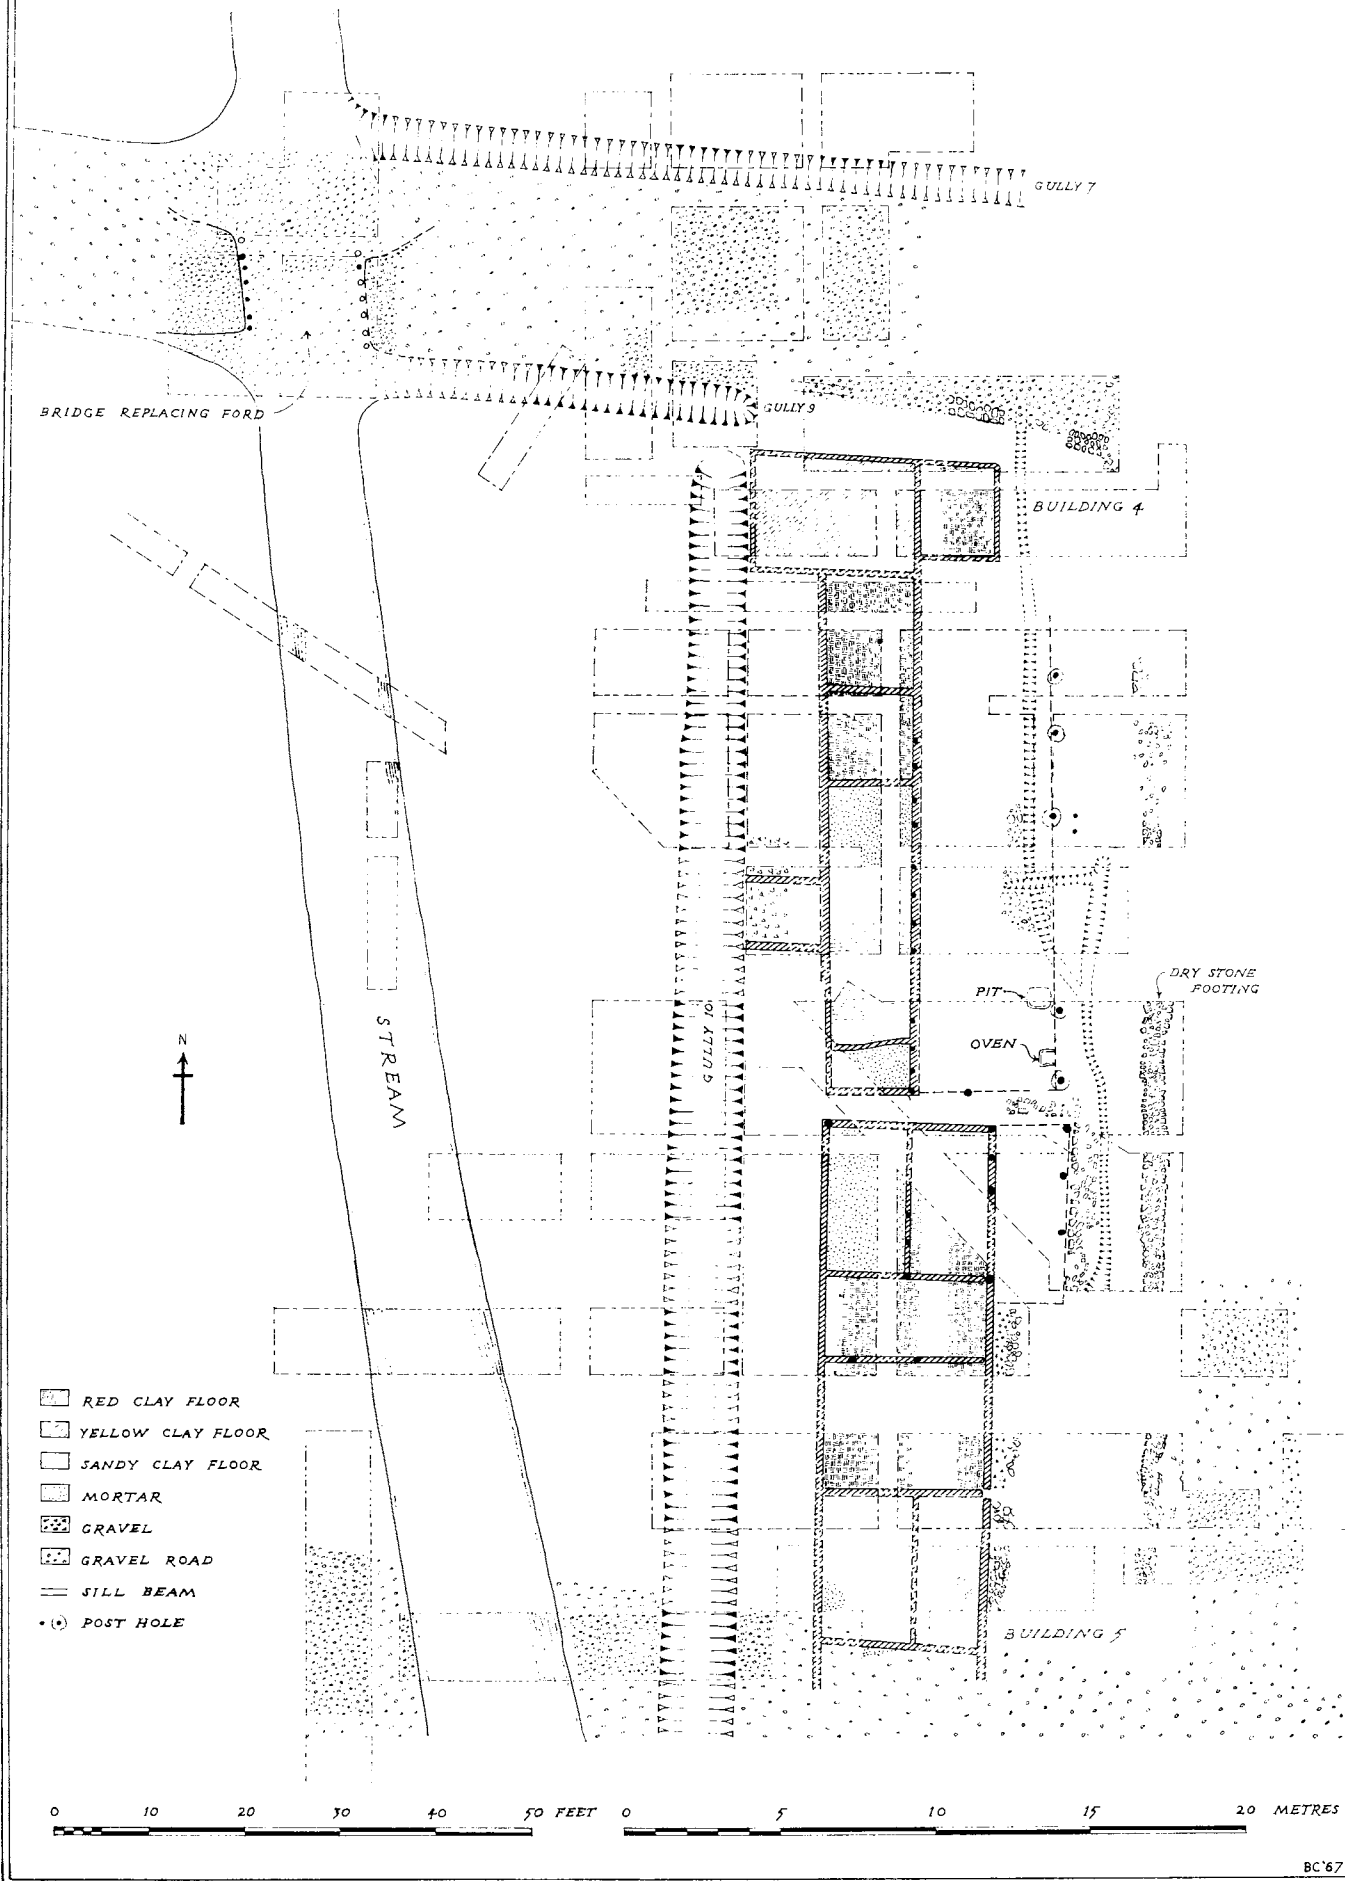 GULLY 7
BRIDGE REPLACING FORD
GULLY 9
BUILDING 4
DRY STONE
FOOTING
PIT
N
STREAM
GULLY 10
OVEN
RED CLAY FLOOR
YELLOW CLAY FLOOR
SANDY CLAY FLOOR
MORTAR
GRAVEL
GRAVEL ROAD
SILL BEAM
POST HOLE
BUILDING 5
0 10 20 30 40 50 FEET 0 5 10 15 20 METRES
BC'67